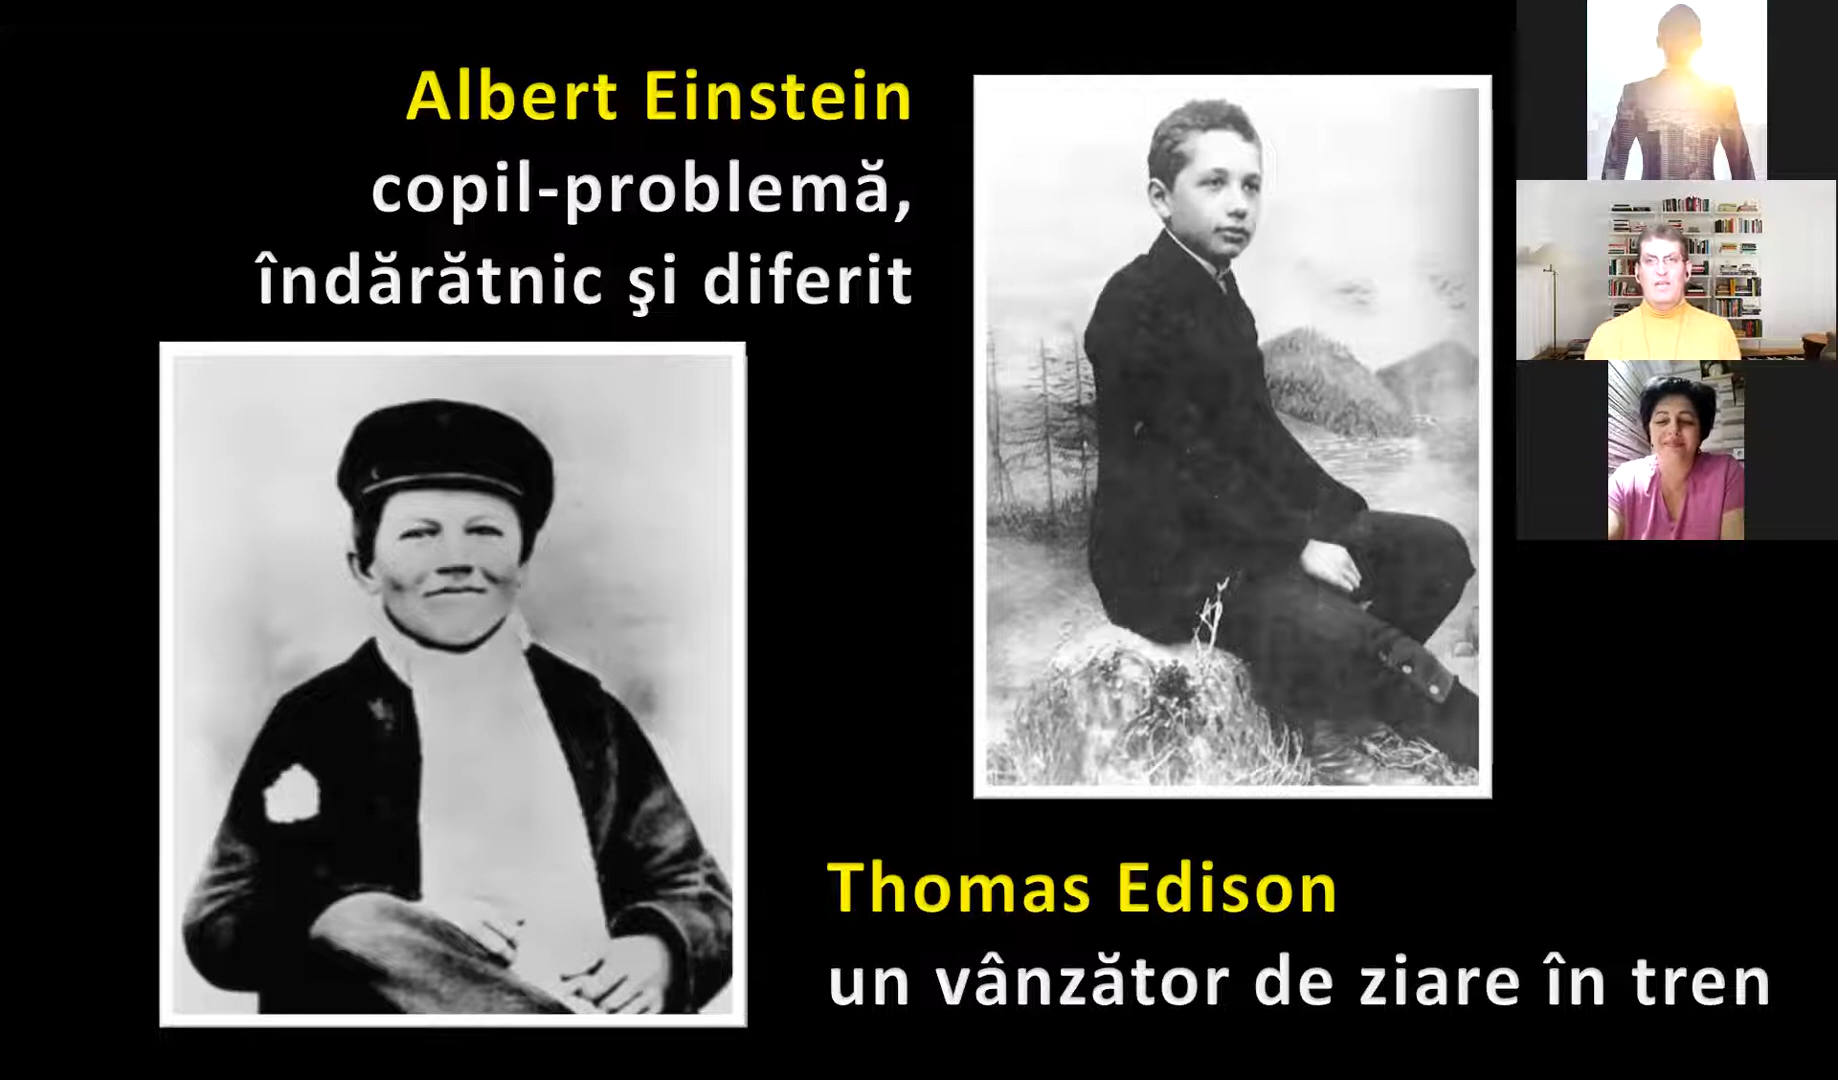 Albert Einstein
copil-problemă,
îndărătnic şi diferit
Thomas Edison
un vânzător de ziare în tren